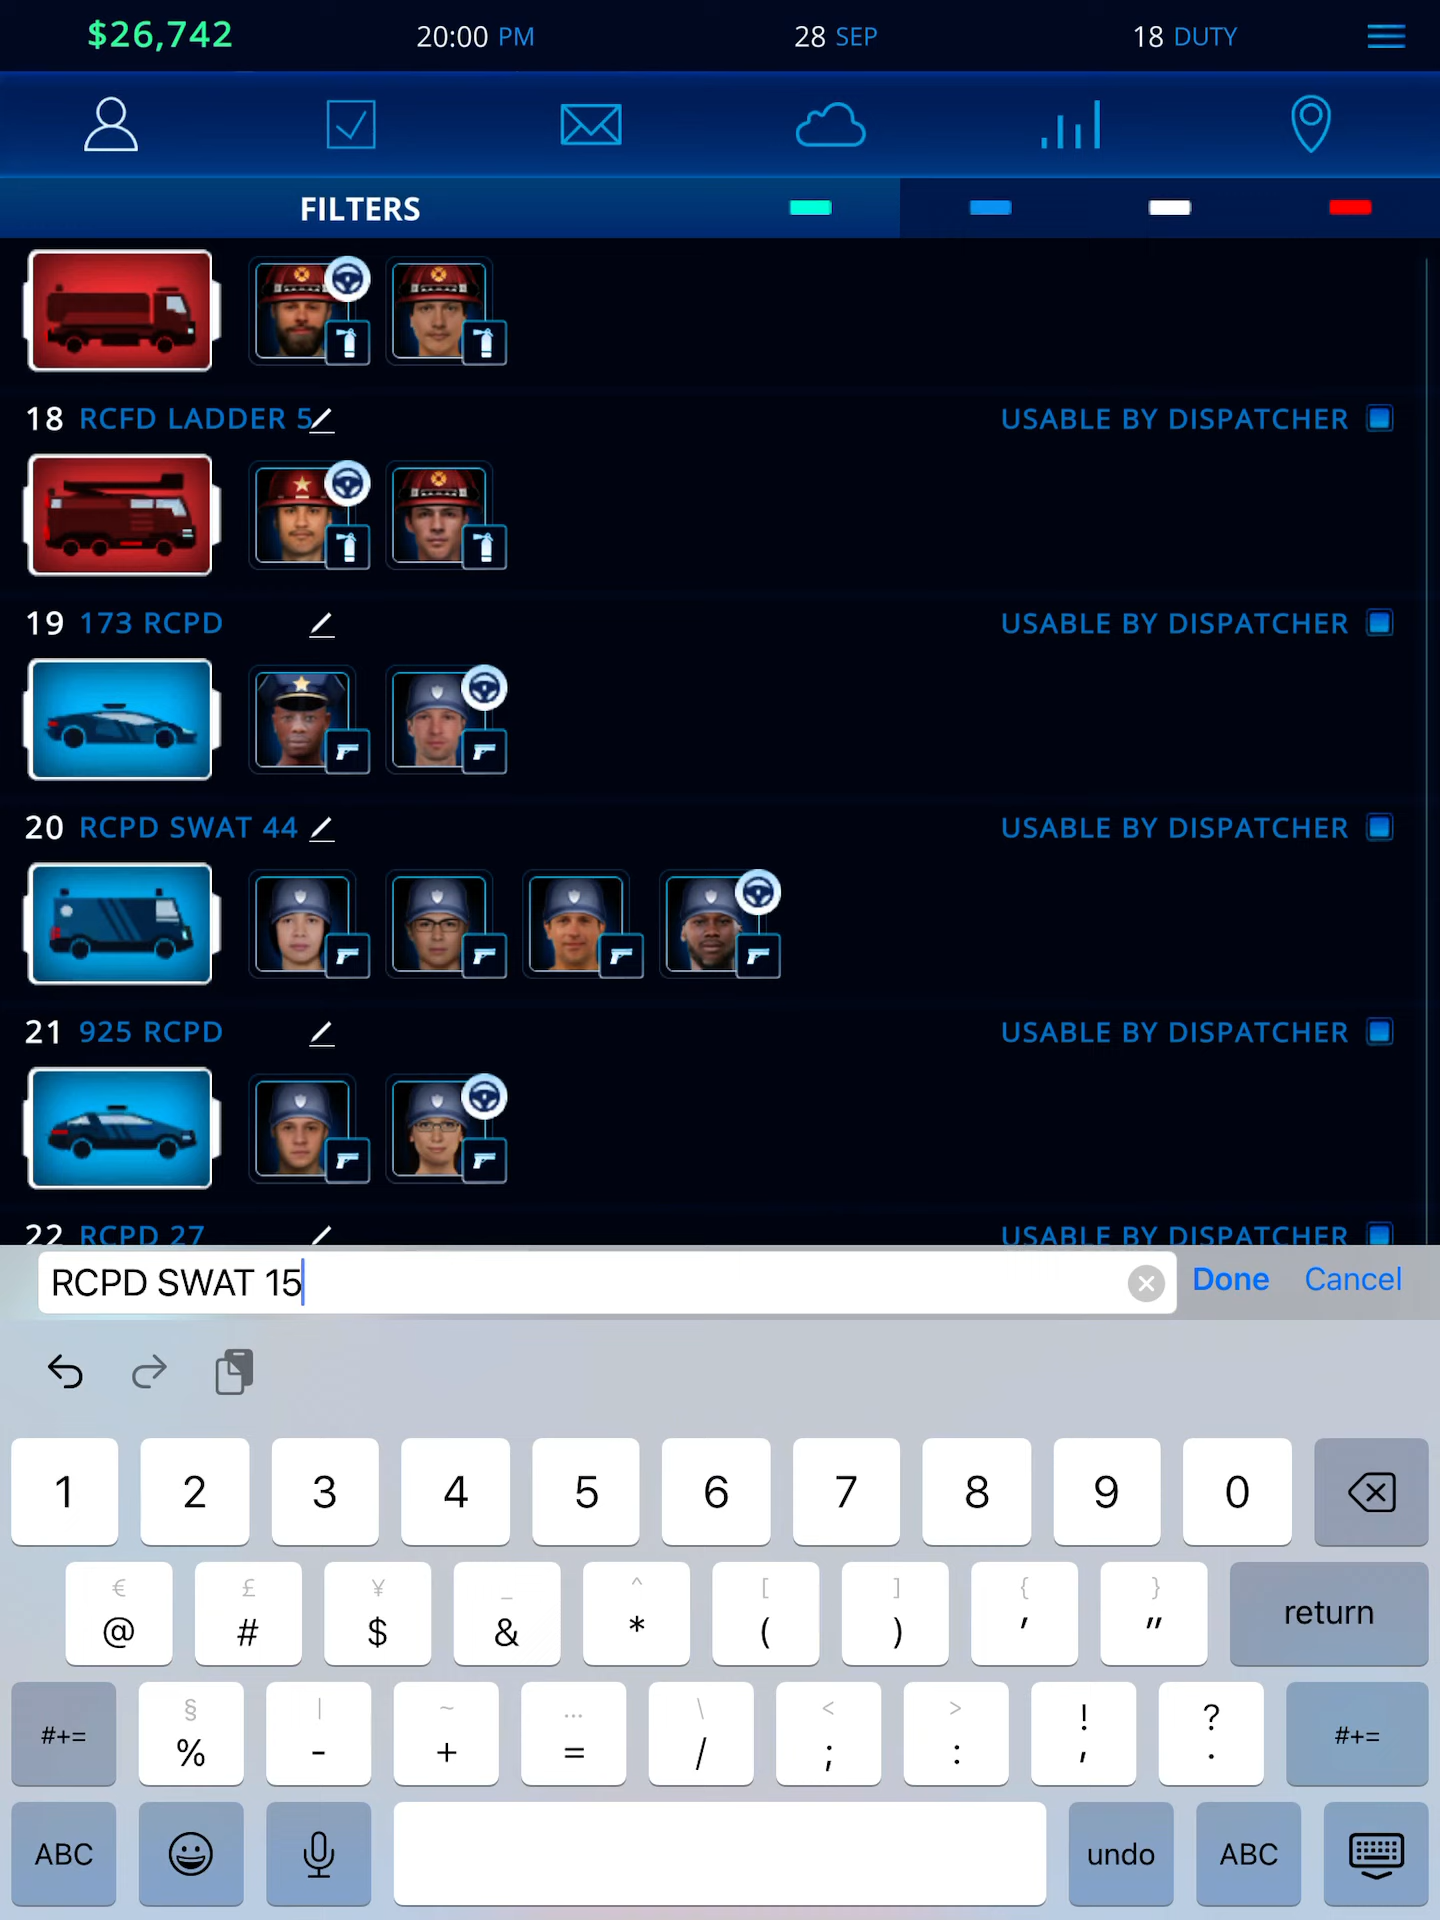 $26,742 20:00 PM 28 SEP 18 DUTY
FILTERS
18 RCFD LADDER 5 USABLE BY DISPATCHER
19 173 RCPD USABLE BY DISPATCHER
20 RCPD SWAT 44 USABLE BY DISPATCHER
21 925 RCPD USABLE BY DISPATCHER
22 RCPD 27 USABLE BY DISPATCHER
RCPD SWAT 15 Done Cancel
1 2 3 4 5 6 7 8 9 0
€ £ ¥ _ ^ [ ] { }
@ # $ & * ( ) ' " return
§ | ~ … \ < > ! ?
#+= % - + = / ; : , . #+=
ABC undo ABC